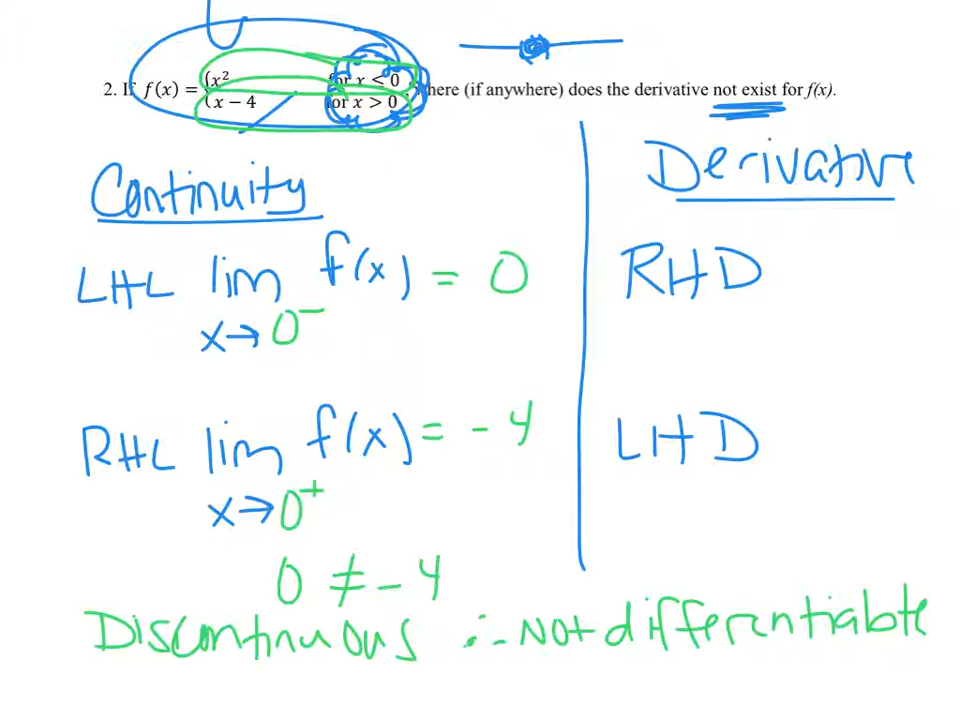 2. If f(x) = { x² for x < 0
x − 4 for x > 0 , where (if anywhere) does the derivative not exist for f(x).
Continuity
LHL lim f(x) = 0
x→0⁻
RHL lim f(x) = -4
x→0⁺
0 ≠ -4
Derivative
RHD
LHD
Discontinuous ∴ Not differentiable